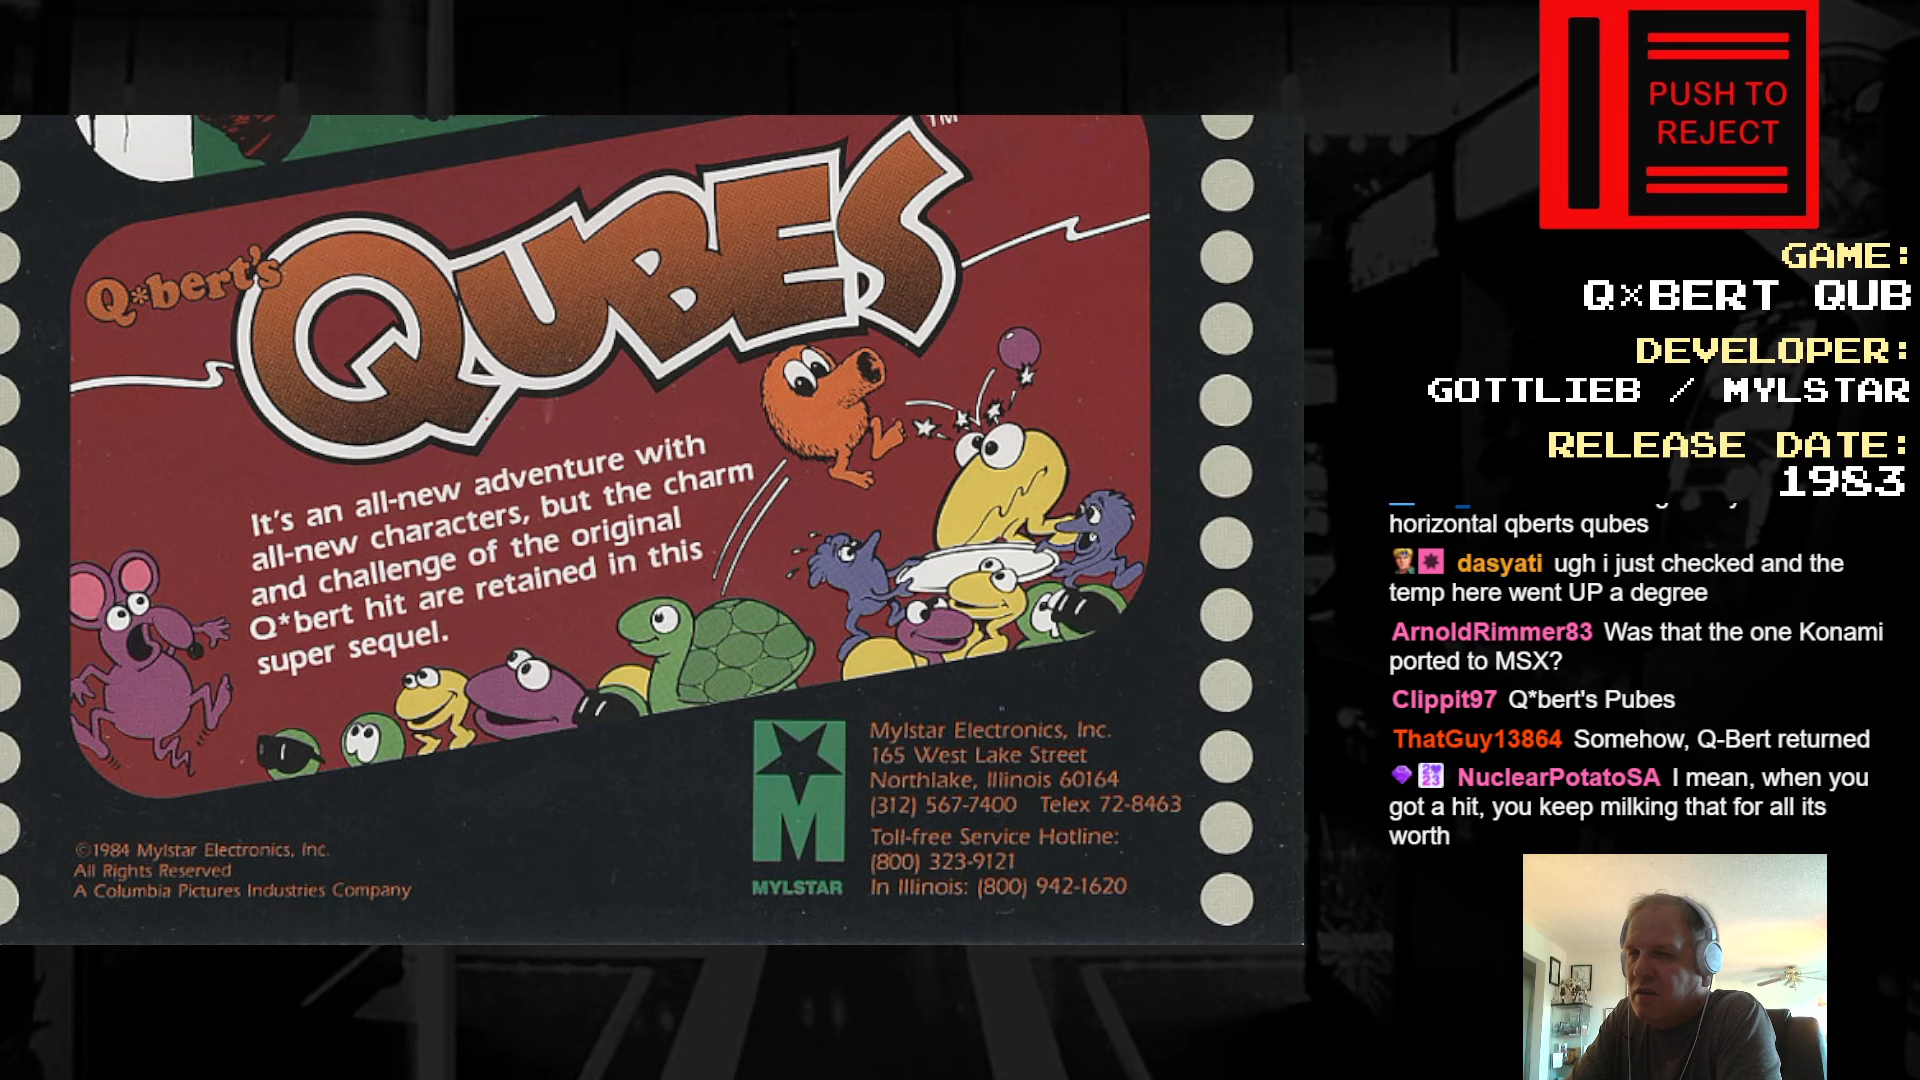 TM
Q*bert's
QUBES
It's an all-new adventure with
all-new characters, but the charm
and challenge of the original
Q*bert hit are retained in this
super sequel.
©1984 Mylstar Electronics, Inc.
All Rights Reserved
A Columbia Pictures Industries Company
M
MYLSTAR
Mylstar Electronics, Inc.
165 West Lake Street
Northlake, Illinois 60164
(312) 567-7400 Telex 72-8463
Toll-free Service Hotline:
(800) 323-9121
In Illinois: (800) 942-1620
PUSH TO
REJECT
GAME:
Q×BERT QUB
DEVELOPER:
GOTTLIEB / MYLSTAR
RELEASE DATE:
1983
horizontal qberts qubes
dasyati ugh i just checked and the
temp here went UP a degree
ArnoldRimmer83 Was that the one Konami
ported to MSX?
Clippit97 Q*bert's Pubes
ThatGuy13864 Somehow, Q-Bert returned
NuclearPotatoSA I mean, when you
got a hit, you keep milking that for all its
worth